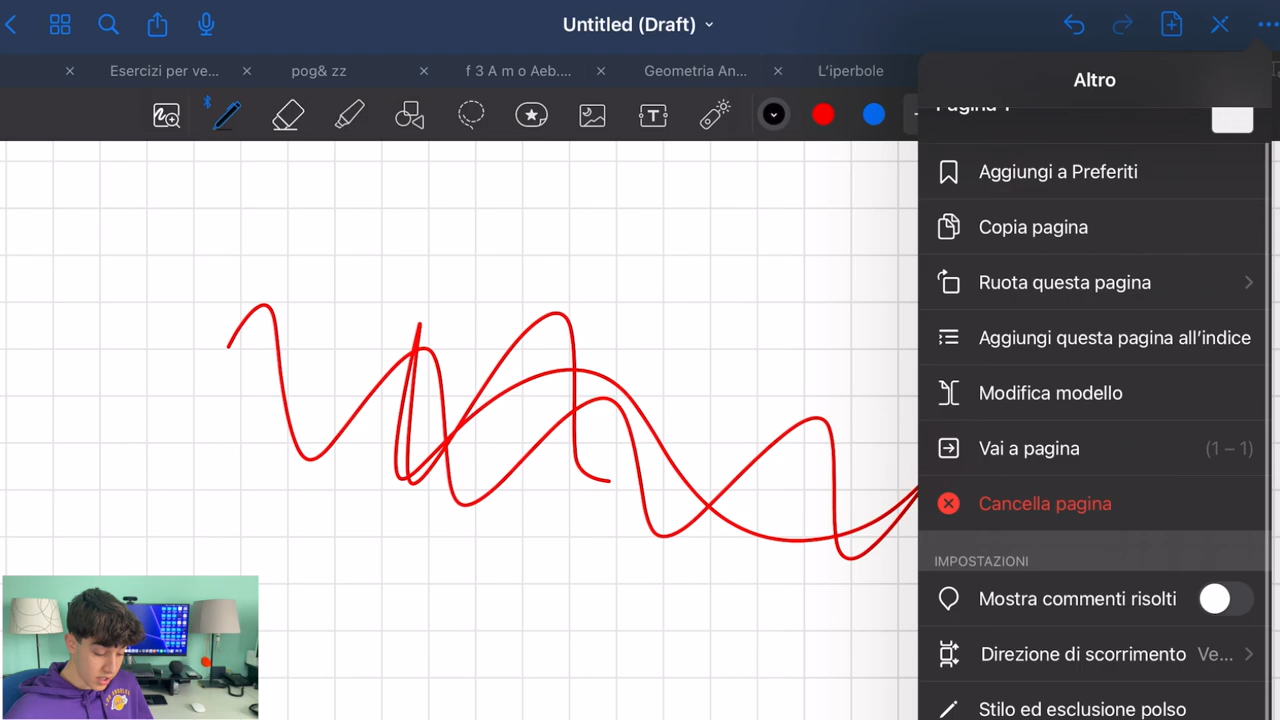 Untitled (Draft)
Esercizi per ve...
pog& zz
f 3 A m o Aeb....
Geometria An...
L'iperbole
Altro
Pagina 1
Aggiungi a Preferiti
Copia pagina
Ruota questa pagina
Aggiungi questa pagina all'indice
Modifica modello
Vai a pagina (1 – 1)
Cancella pagina
IMPOSTAZIONI
Mostra commenti risolti
Direzione di scorrimento Ve...
Stilo ed esclusione polso